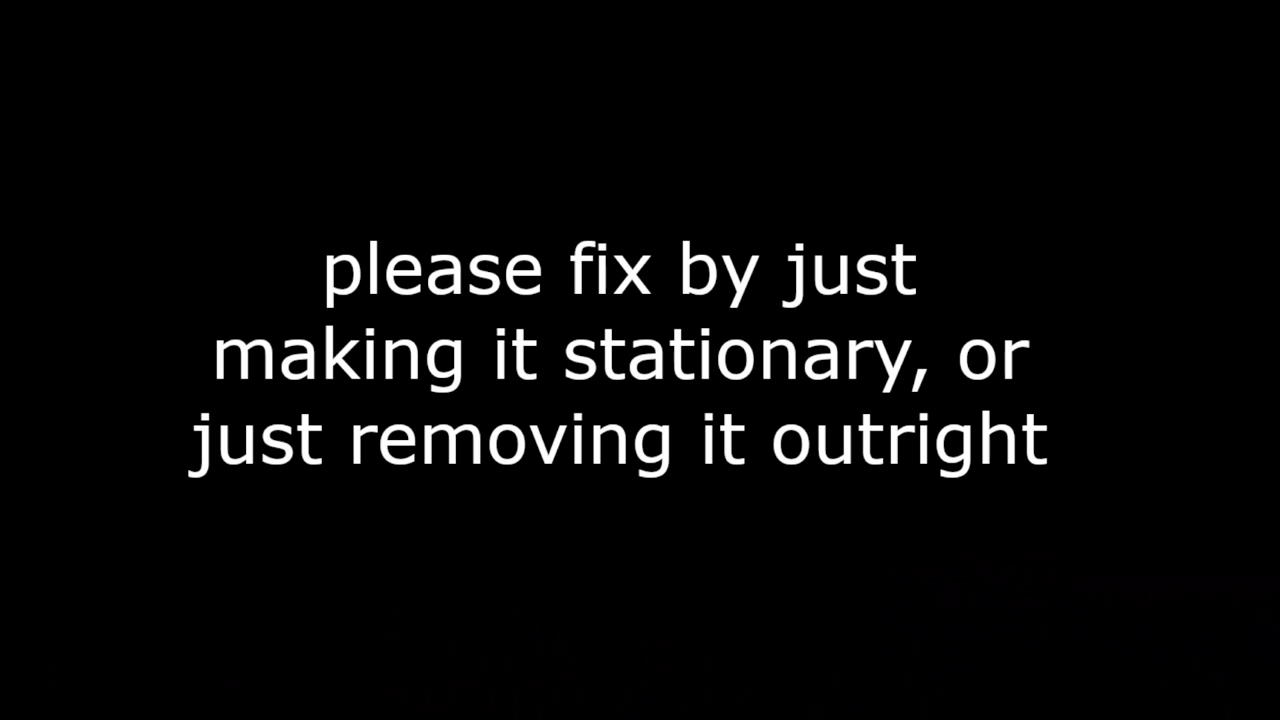 please fix by just
making it stationary, or
just removing it outright